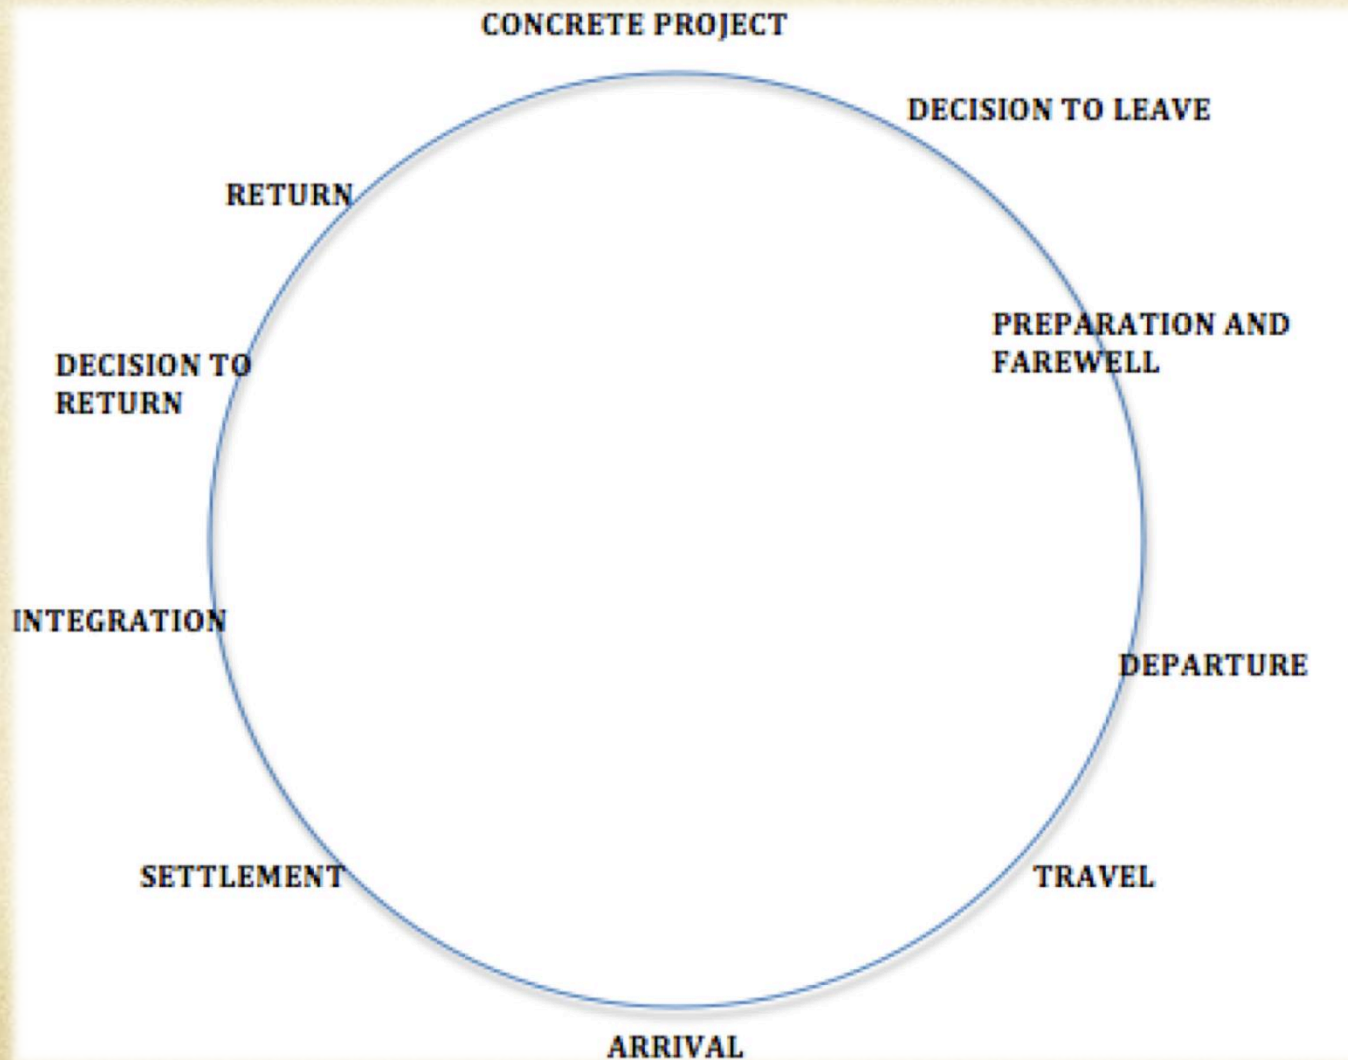 CONCRETE PROJECT
DECISION TO LEAVE
PREPARATION AND
FAREWELL
DEPARTURE
TRAVEL
ARRIVAL
SETTLEMENT
INTEGRATION
DECISION TO
RETURN
RETURN